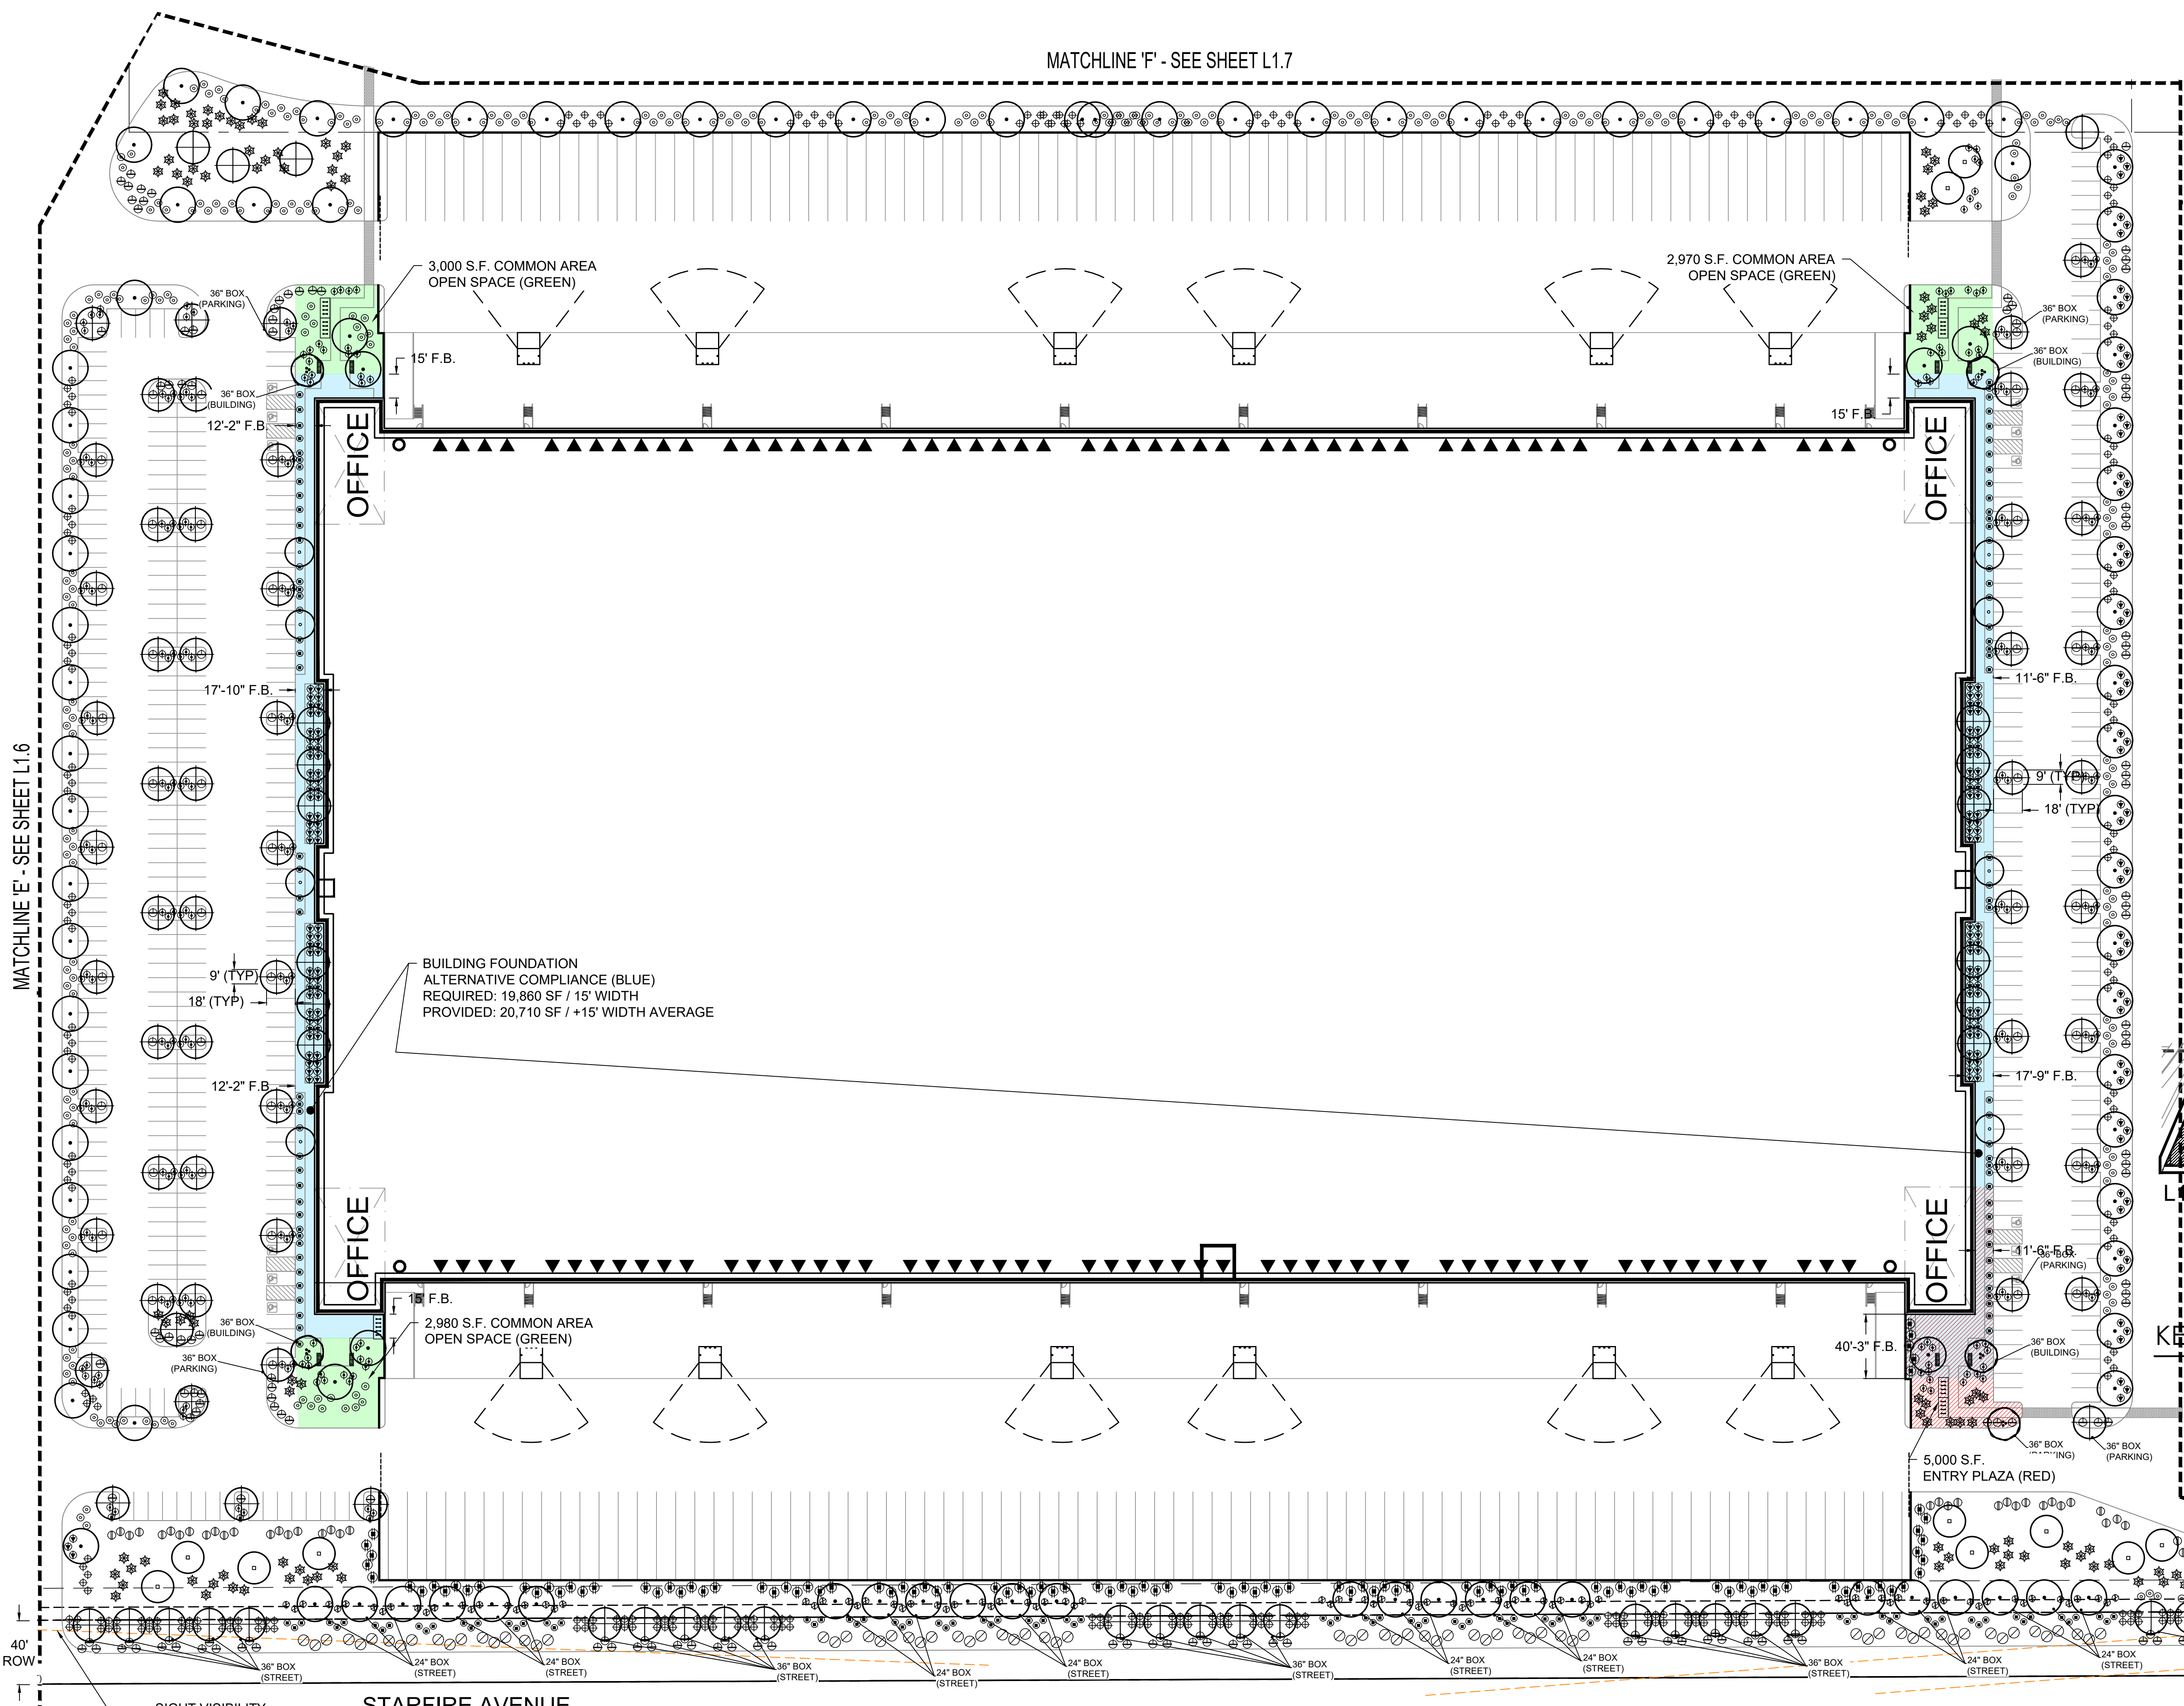 MATCHLINE 'F' - SEE SHEET L1.7
3,000 S.F. COMMON AREA
OPEN SPACE (GREEN)
2,970 S.F. COMMON AREA
OPEN SPACE (GREEN)
36" BOX
(PARKING)
36" BOX
(PARKING)
15' F.B.
36" BOX
(BUILDING)
36" BOX
(BUILDING)
12'-2" F.B.
15' F.B.
OFFICE
OFFICE
17'-10" F.B.
11'-6" F.B.
MATCHLINE 'E' - SEE SHEET L1.6
9' (TYP)
18' (TYP)
BUILDING FOUNDATION
ALTERNATIVE COMPLIANCE (BLUE)
REQUIRED: 19,860 SF / 15' WIDTH
PROVIDED: 20,710 SF / +15' WIDTH AVERAGE
9' (TYP)
18' (TYP)
12'-2" F.B.
17'-9" F.B.
L
OFFICE
OFFICE
11'-6" F.B.
36" BOX
(PARKING)
15' F.B.
2,980 S.F. COMMON AREA
OPEN SPACE (GREEN)
36" BOX
(BUILDING)
36" BOX
(PARKING)
40'-3" F.B.
36" BOX
(BUILDING)
KE
36" BOX
(PARKING)
36" BOX
(PARKING)
5,000 S.F.
ENTRY PLAZA (RED)
40'
ROW
36" BOX
(STREET)
24" BOX
(STREET)
24" BOX
(STREET)
36" BOX
(STREET)
24" BOX
(STREET)
24" BOX
(STREET)
36" BOX
(STREET)
24" BOX
(STREET)
24" BOX
(STREET)
36" BOX
(STREET)
24" BOX
(STREET)
24" BOX
(STREET)
SIGHT VISIBILITY
STARFIRE AVENUE